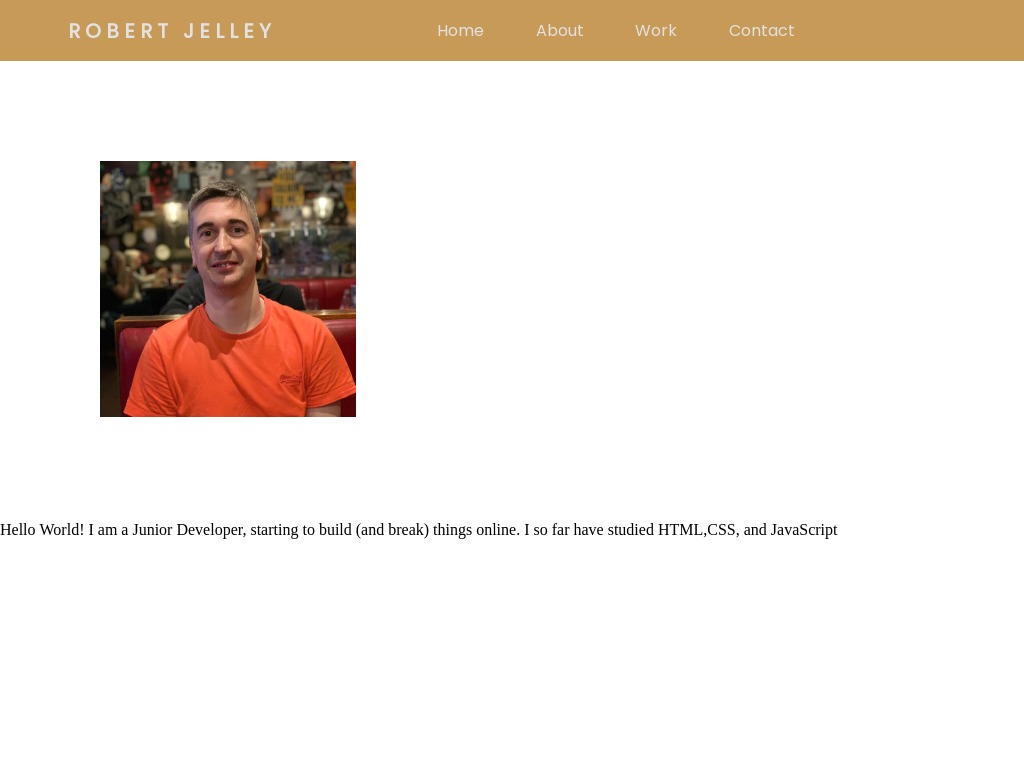 ROBERT JELLEY
Home About Work Contact
Hello World! I am a Junior Developer, starting to build (and break) things online. I so far have studied HTML,CSS, and JavaScript